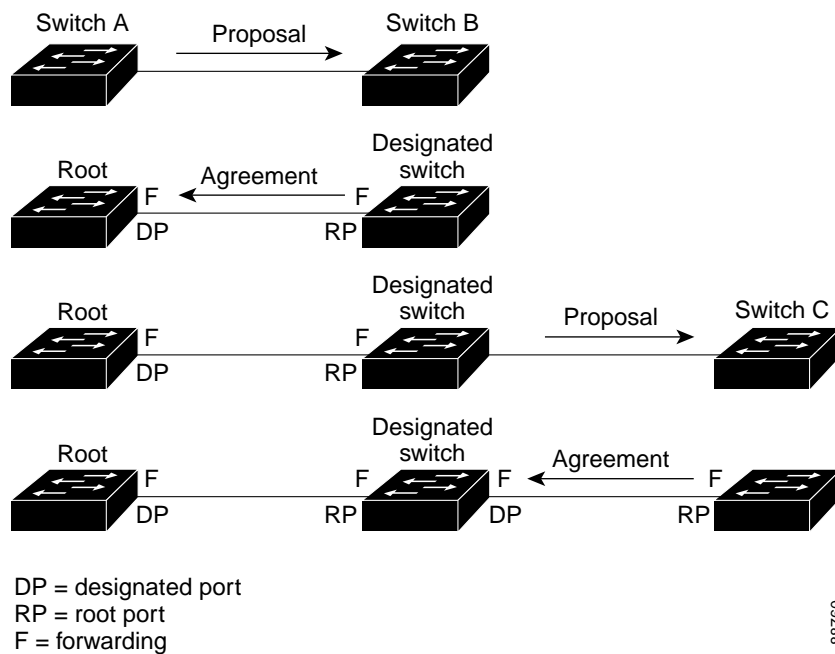 Switch A
Proposal
Switch B
Root
Designated
switch
F
Agreement
F
DP
RP
Root
Designated
switch
Proposal
Switch C
F
F
DP
RP
Root
Designated
switch
F
F
F
Agreement
F
DP
RP
DP
RP
DP = designated port
RP = root port
F = forwarding
88760